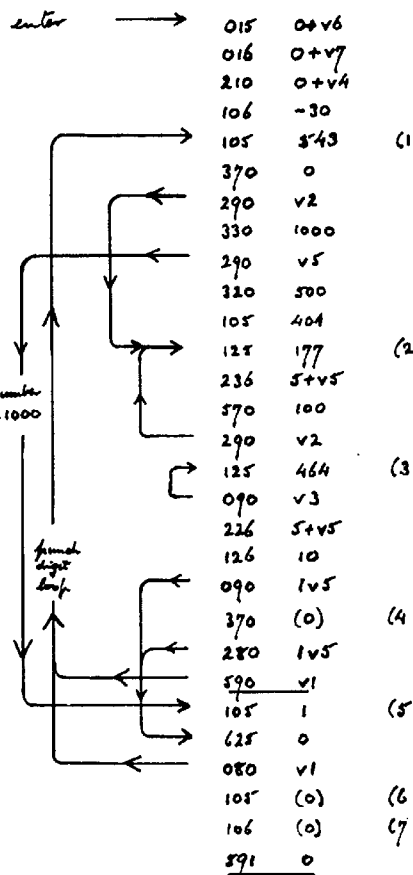 enter 015 0+v6
016 0+v7
210 0+v4
106 -30
105 543 (1
370 0
290 v2
330 1000
290 v5
320 500
105 404
125 177 (2
236 5+v5
1000
570 100
290 v2
125 464 (3
090 v3
226 5+v5
punch
digit
loop
126 10
090 1v5
370 (0) (4
280 1v5
590 v1
105 1 (5
625 0
080 v1
105 (0) (6
106 (0) (7
591 0